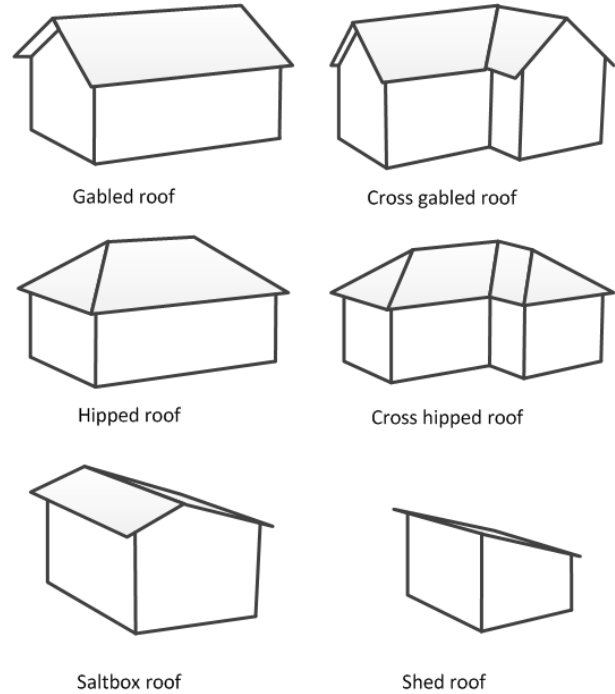 Gabled roof
Cross gabled roof
Hipped roof
Cross hipped roof
Saltbox roof
Shed roof